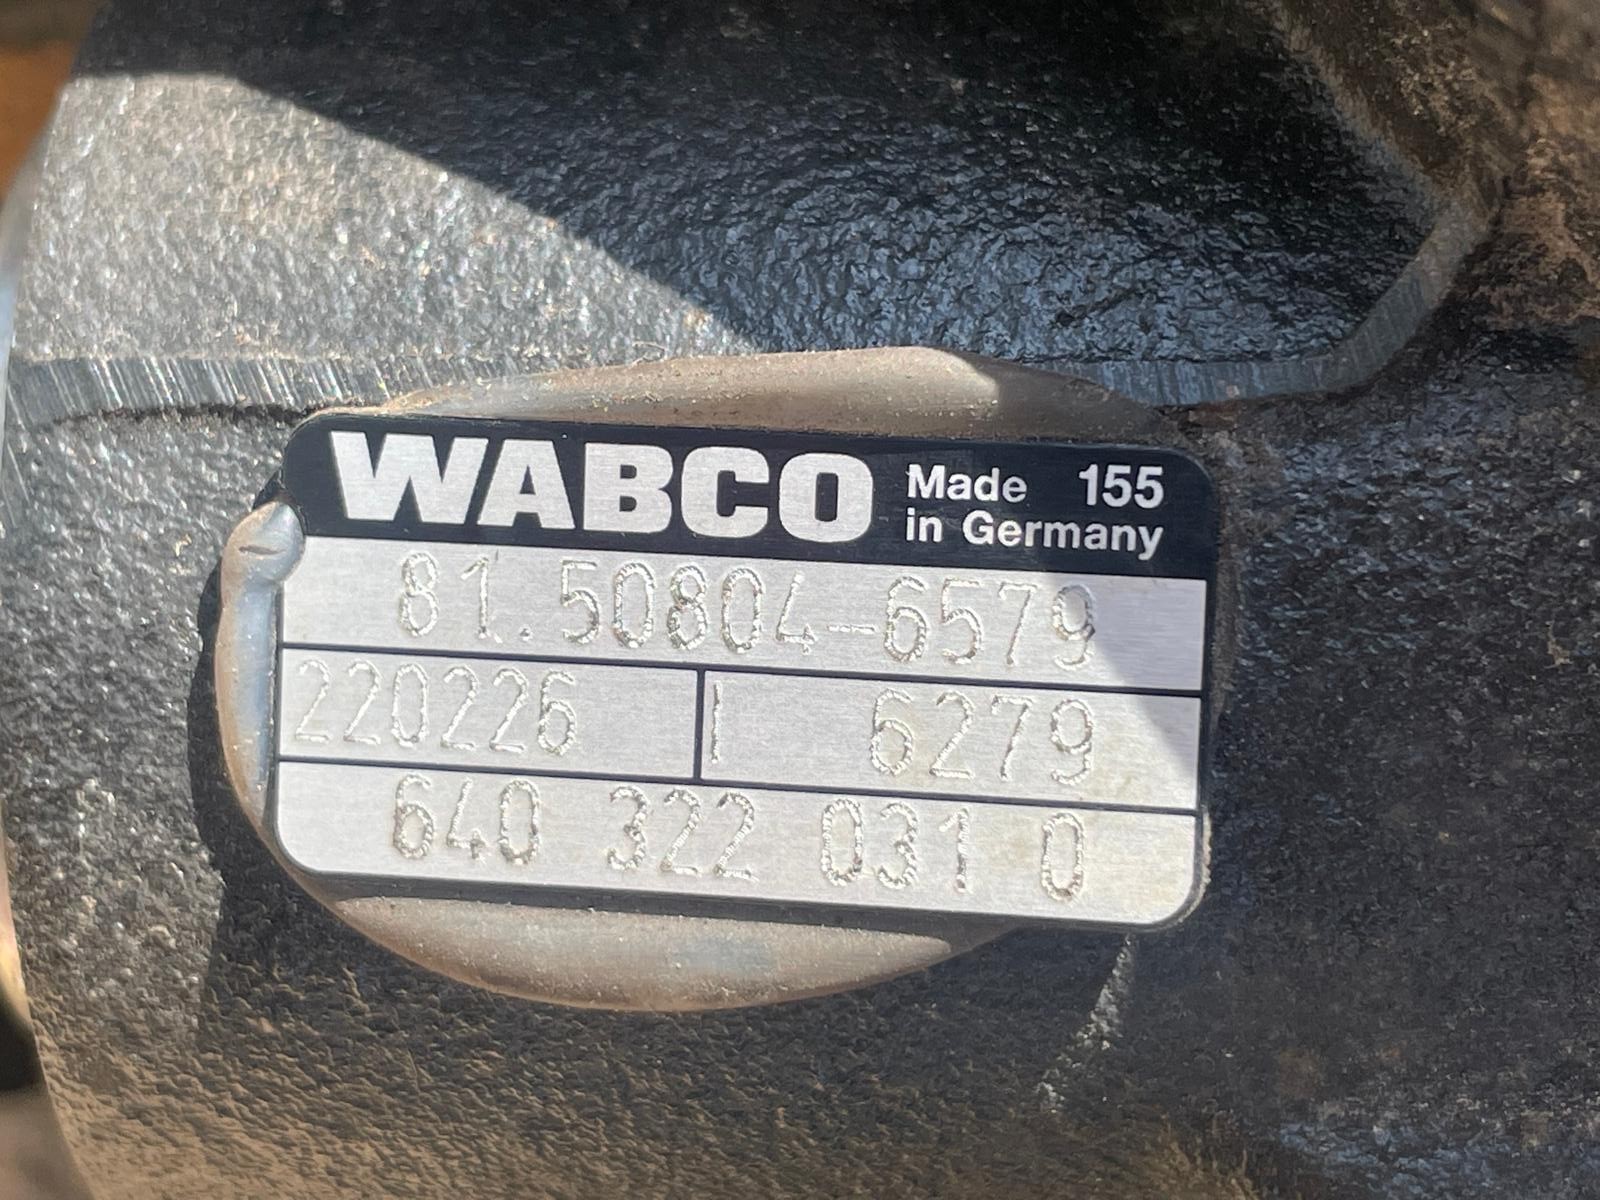 WABCO Made 155
in Germany
81.50804-6579
220226 I 6279
640 322 031 0